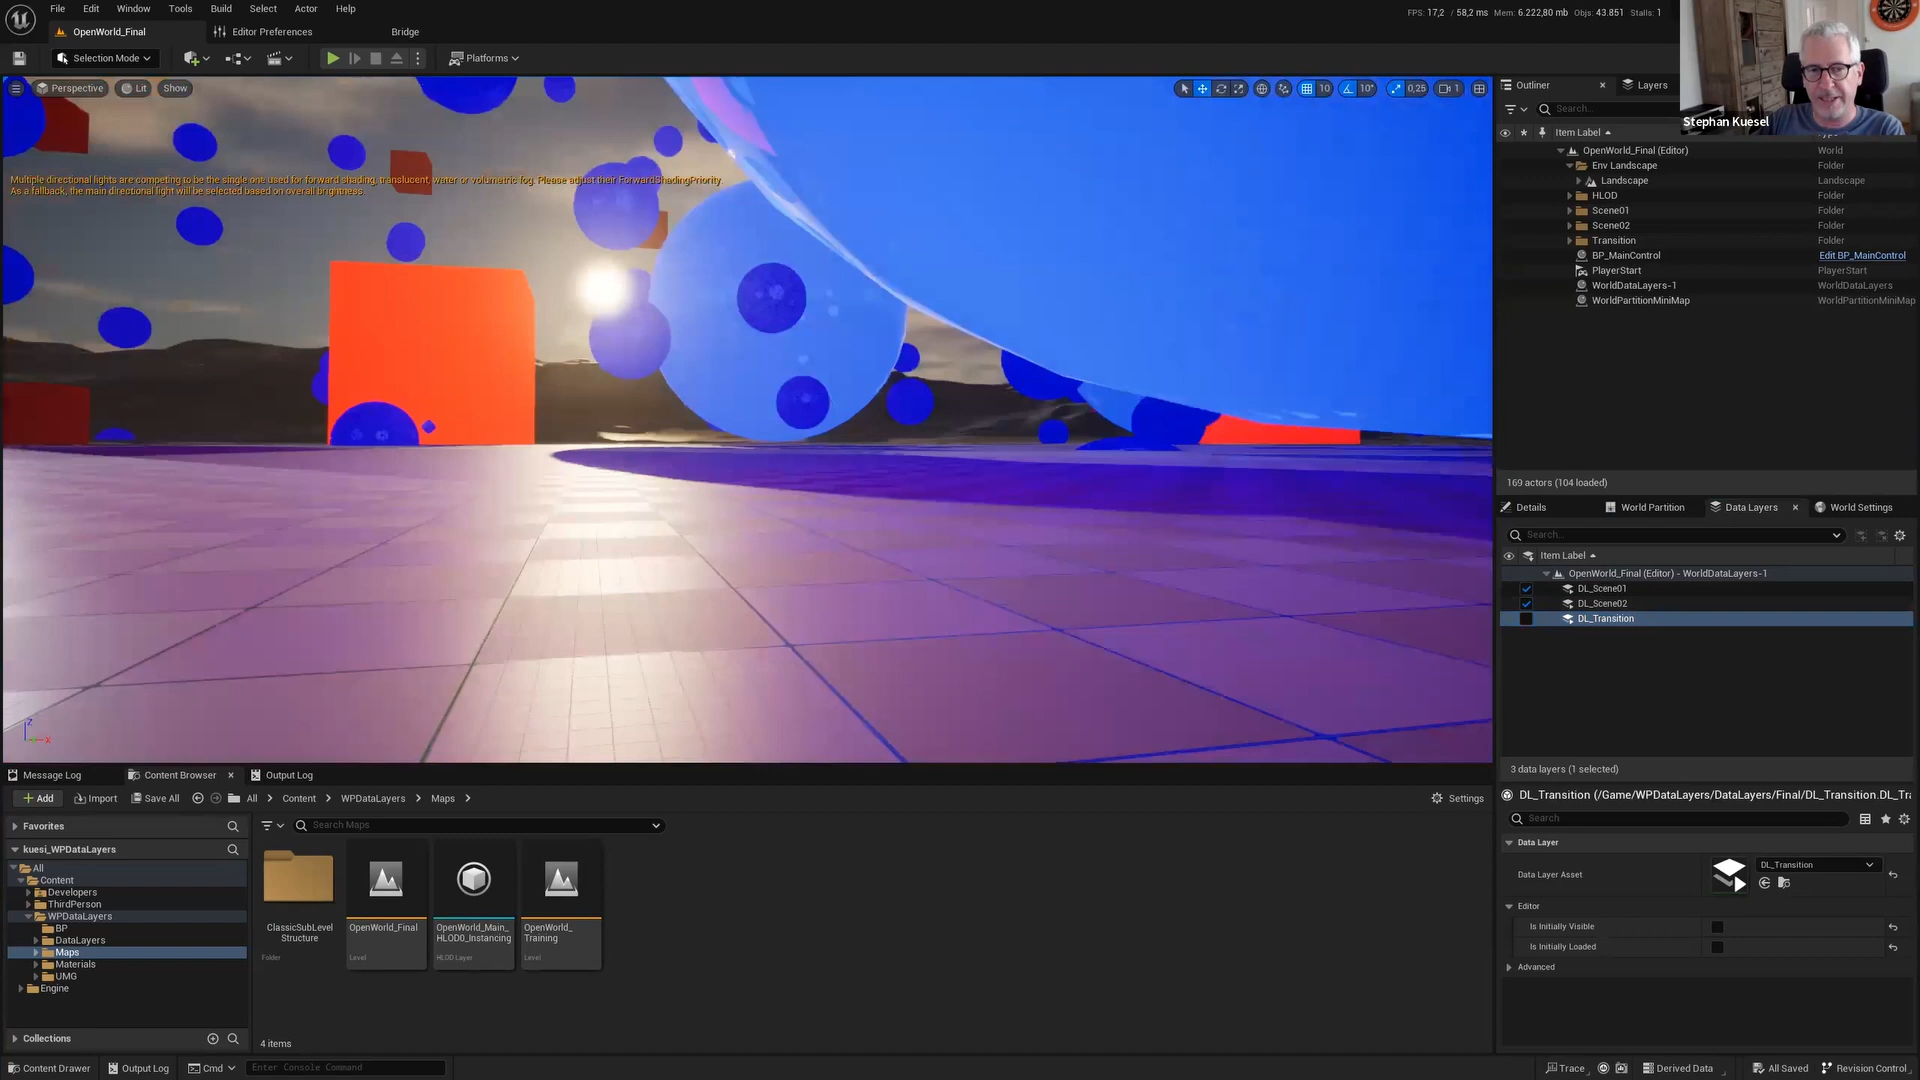 File Edit Window Tools Build Select Actor Help
FPS: 17,2 / 58,2 ms Mem: 6.222,80 mb Objs: 43.851 Stalls: 1
OpenWorld_Final Editor Preferences Bridge
Selection Mode Platforms
Perspective Lit Show 10 10° 0,25 1
Multiple directional lights are competing to be the single one used for forward shading, translucent, water or volumetric fog. Please adjust their ForwardShadingPriority.
As a fallback, the main directional light will be selected based on overall brightness.
Stephan Kuesel
Outliner Layers
Search...
Item Label
OpenWorld_Final (Editor) World
Env Landscape Folder
Landscape Landscape
HLOD Folder
Scene01 Folder
Scene02 Folder
Transition Folder
BP_MainControl Edit BP_MainControl
PlayerStart PlayerStart
WorldDataLayers-1 WorldDataLayers
WorldPartitionMiniMap WorldPartitionMiniMap
169 actors (104 loaded)
Details World Partition Data Layers World Settings
Search...
Item Label
OpenWorld_Final (Editor) - WorldDataLayers-1
DL_Scene01
DL_Scene02
DL_Transition
3 data layers (1 selected)
DL_Transition (/Game/WPDataLayers/DataLayers/Final/DL_Transition.DL_Tr
Search
Data Layer
Data Layer Asset DL_Transition
Editor
Is Initially Visible
Is Initially Loaded
Advanced
Message Log Content Browser Output Log
Add Import Save All All Content WPDataLayers Maps Settings
Favorites
Search Maps
kuesi_WPDataLayers
All
Content
Developers
ThirdPerson
WPDataLayers
BP
DataLayers
Maps
Materials
UMG
Engine
Collections
ClassicSubLevel
Structure
Folder
OpenWorld_Final
Level
OpenWorld_Main_
HLOD0_Instancing
HLOD Layer
OpenWorld_
Training
Level
4 items
Content Drawer Output Log Cmd Enter Console Command
Trace Derived Data All Saved Revision Control